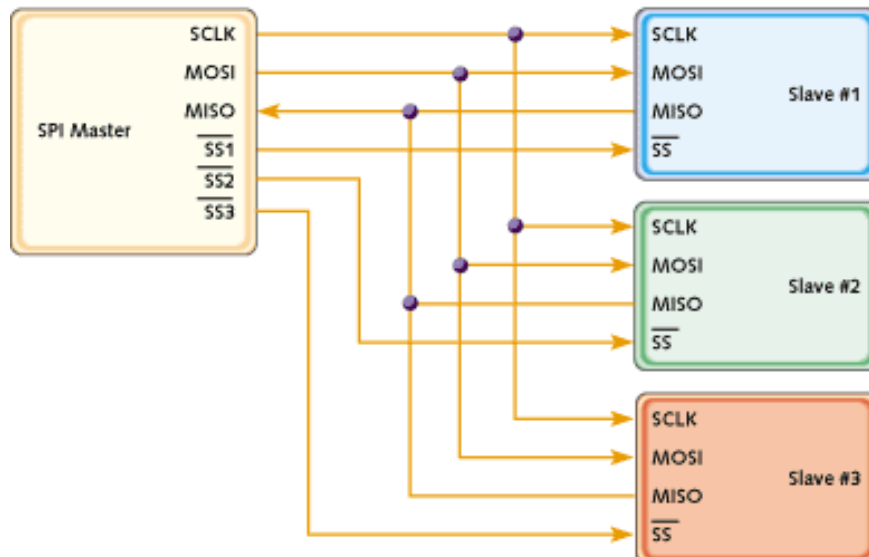 SPI Master
SCLK
MOSI
MISO
SS1
SS2
SS3
SCLK
MOSI
MISO
SS
Slave #1
SCLK
MOSI
MISO
SS
Slave #2
SCLK
MOSI
MISO
SS
Slave #3